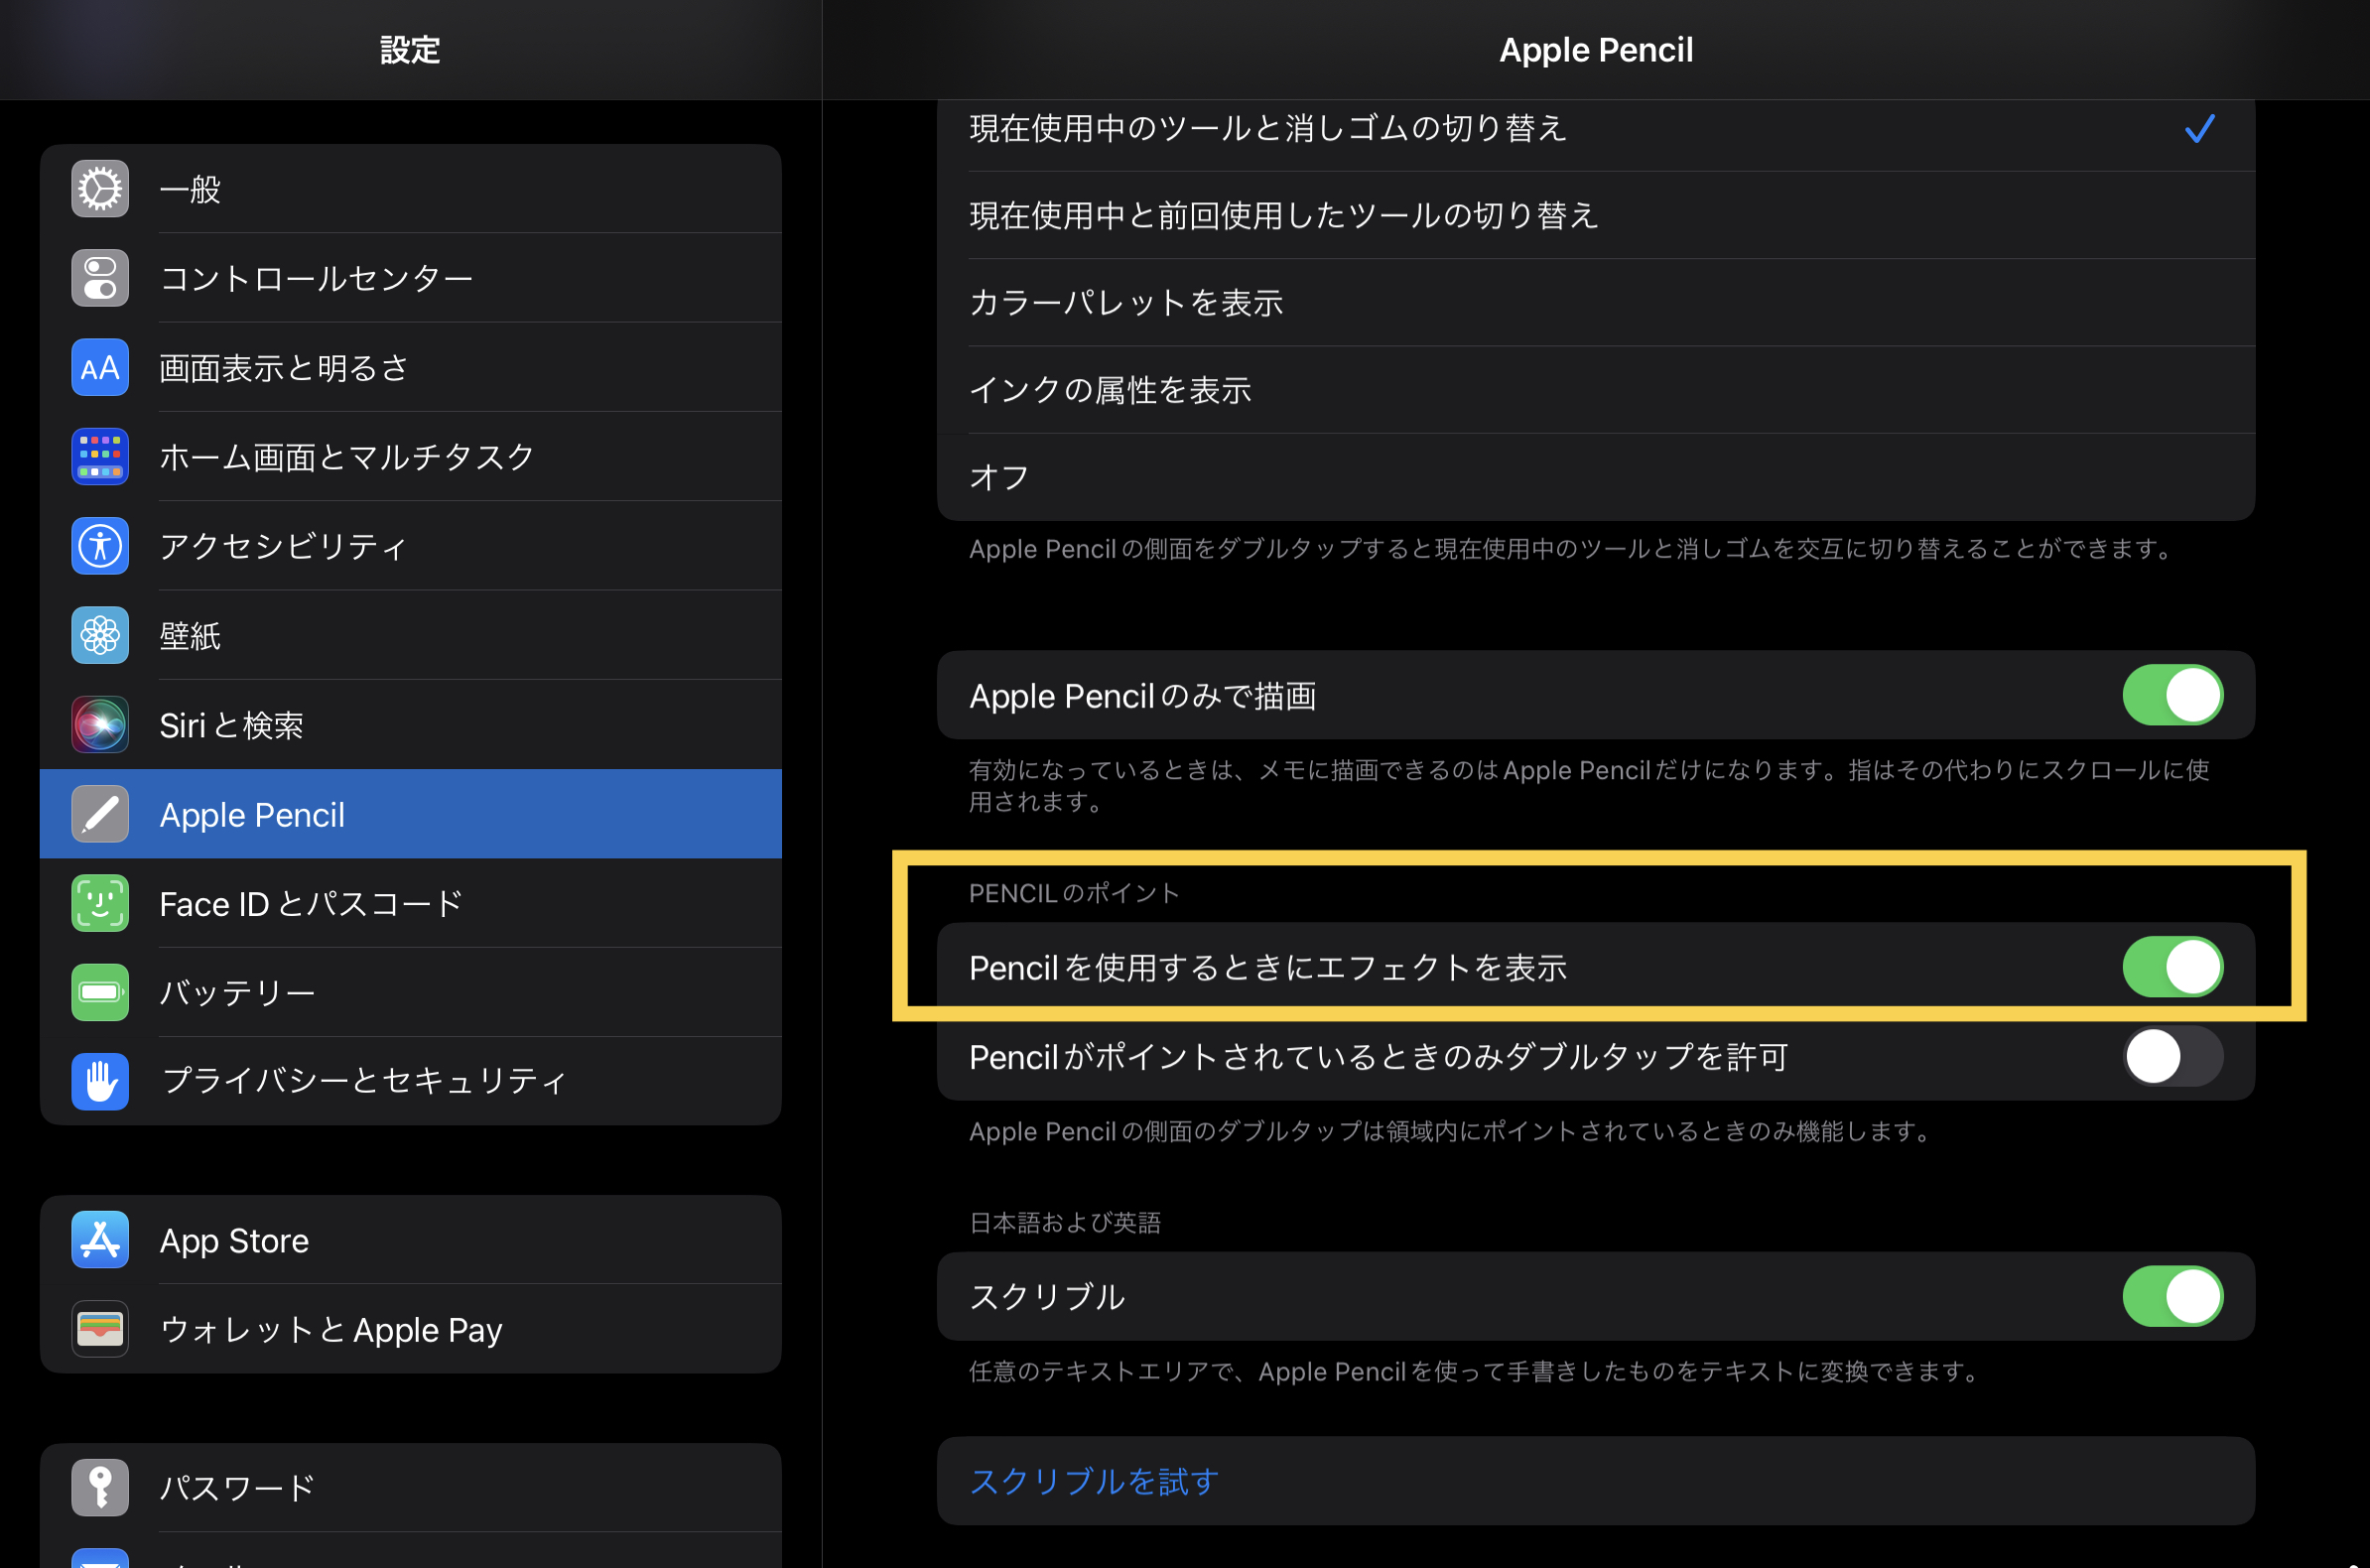 設定
一般
コントロールセンター
画面表示と明るさ
ホーム画面とマルチタスク
アクセシビリティ
壁紙
Siriと検索
Apple Pencil
Face IDとパスコード
バッテリー
プライバシーとセキュリティ
App Store
ウォレットとApple Pay
パスワード
Apple Pencil
現在使用中のツールと消しゴムの切り替え
現在使用中と前回使用したツールの切り替え
カラーパレットを表示
インクの属性を表示
オフ
Apple Pencilの側面をダブルタップすると現在使用中のツールと消しゴムを交互に切り替えることができます。
Apple Pencilのみで描画
有効になっているときは、メモに描画できるのはApple Pencilだけになります。指はその代わりにスクロールに使
用されます。
PENCILのポイント
Pencilを使用するときにエフェクトを表示
Pencilがポイントされているときのみダブルタップを許可
Apple Pencilの側面のダブルタップは領域内にポイントされているときのみ機能します。
日本語および英語
スクリブル
任意のテキストエリアで、Apple Pencilを使って手書きしたものをテキストに変換できます。
スクリブルを試す